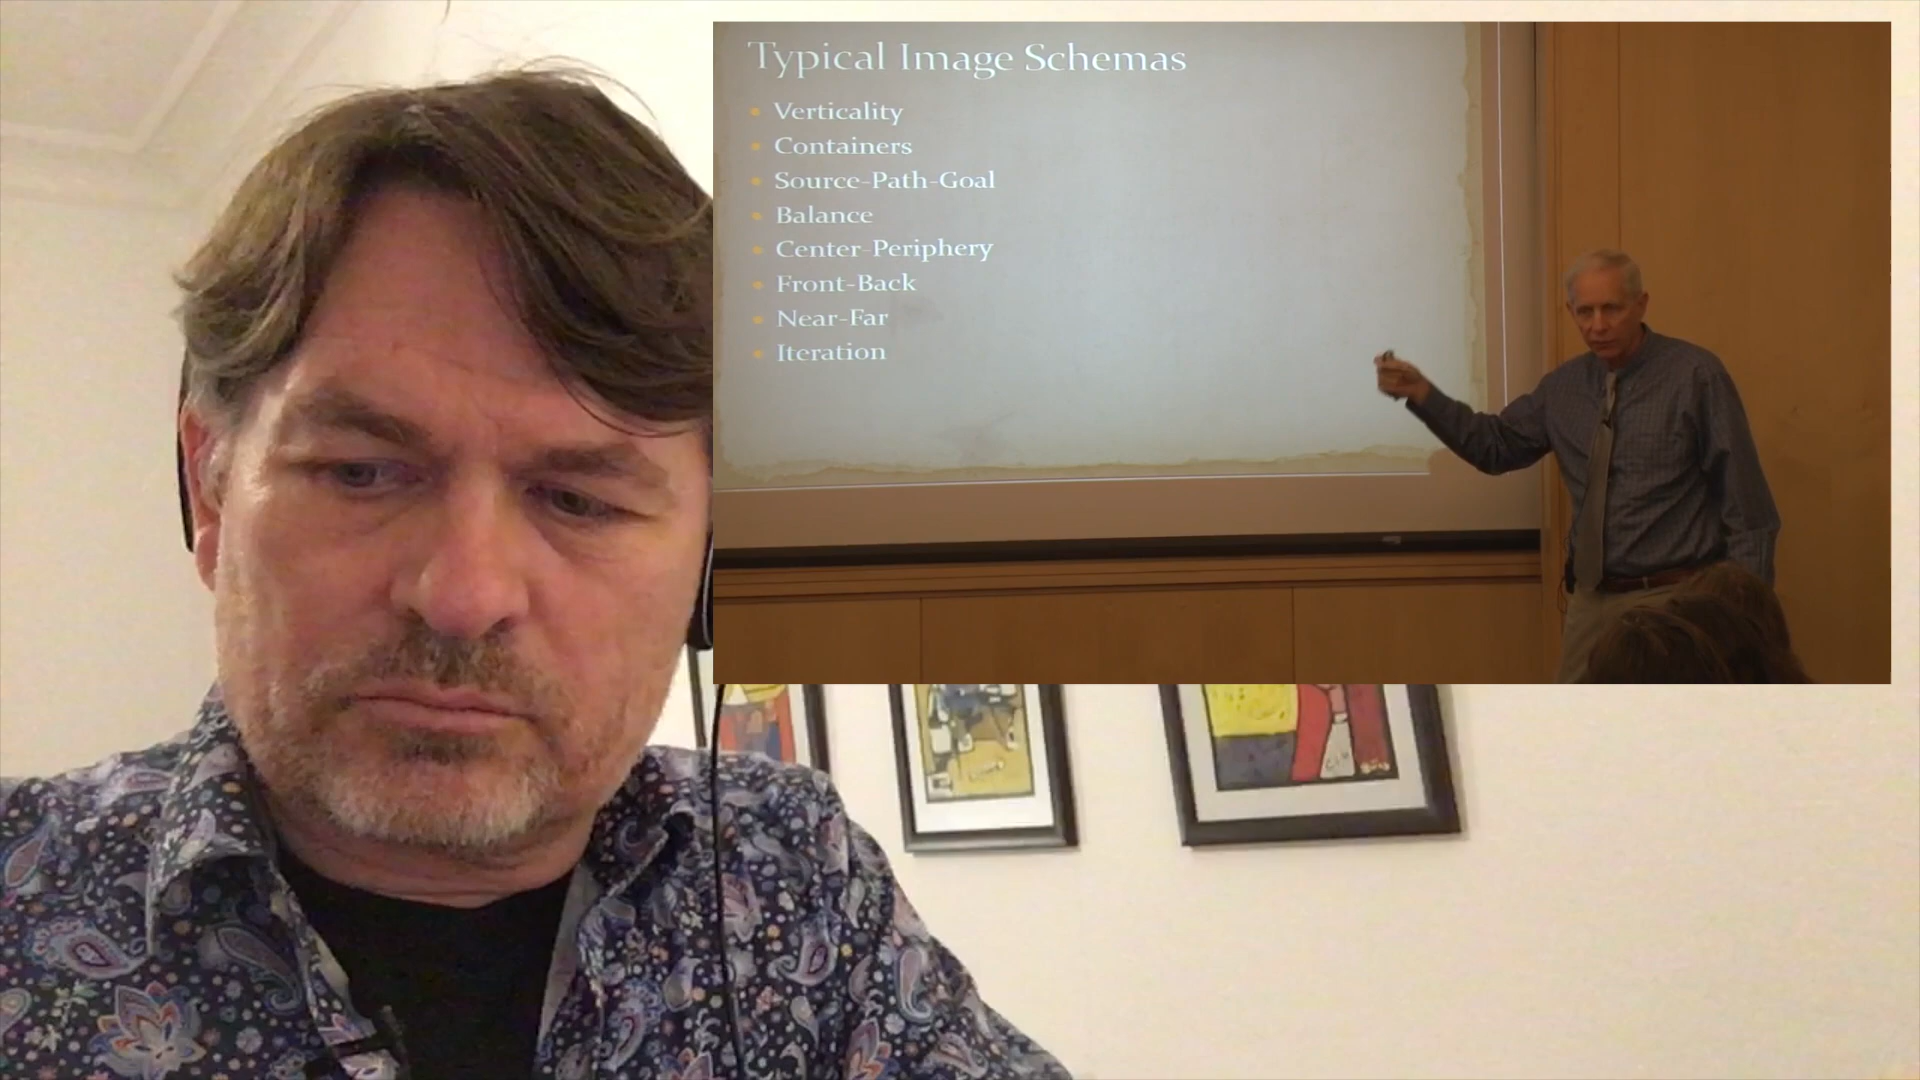 Typical Image Schemas
Verticality
Containers
Source-Path-Goal
Balance
Center-Periphery
Front-Back
Near-Far
Iteration